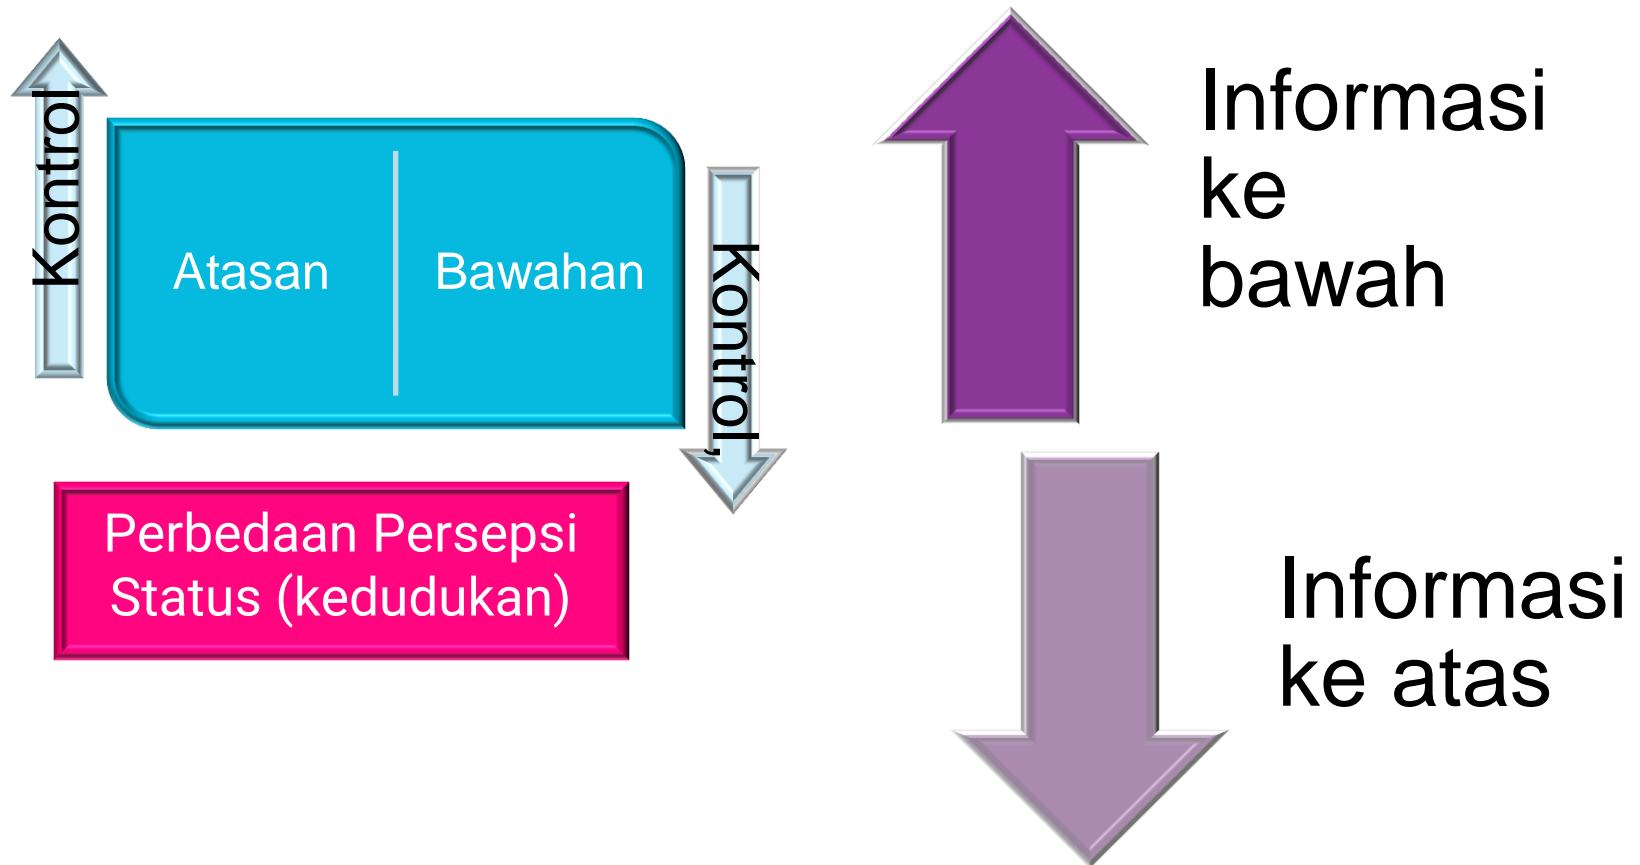 Kontrol
Atasan
Bawahan
Kontrol,
Perbedaan Persepsi
Status (kedudukan)
Informasi
ke
bawah
Informasi
ke atas